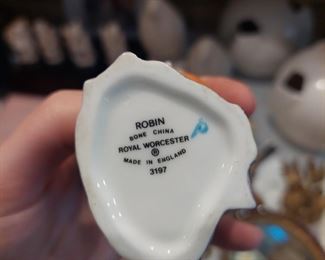 ROBIN
BONE CHINA
ROYAL WORCESTER
®
MADE IN ENGLAND
3197